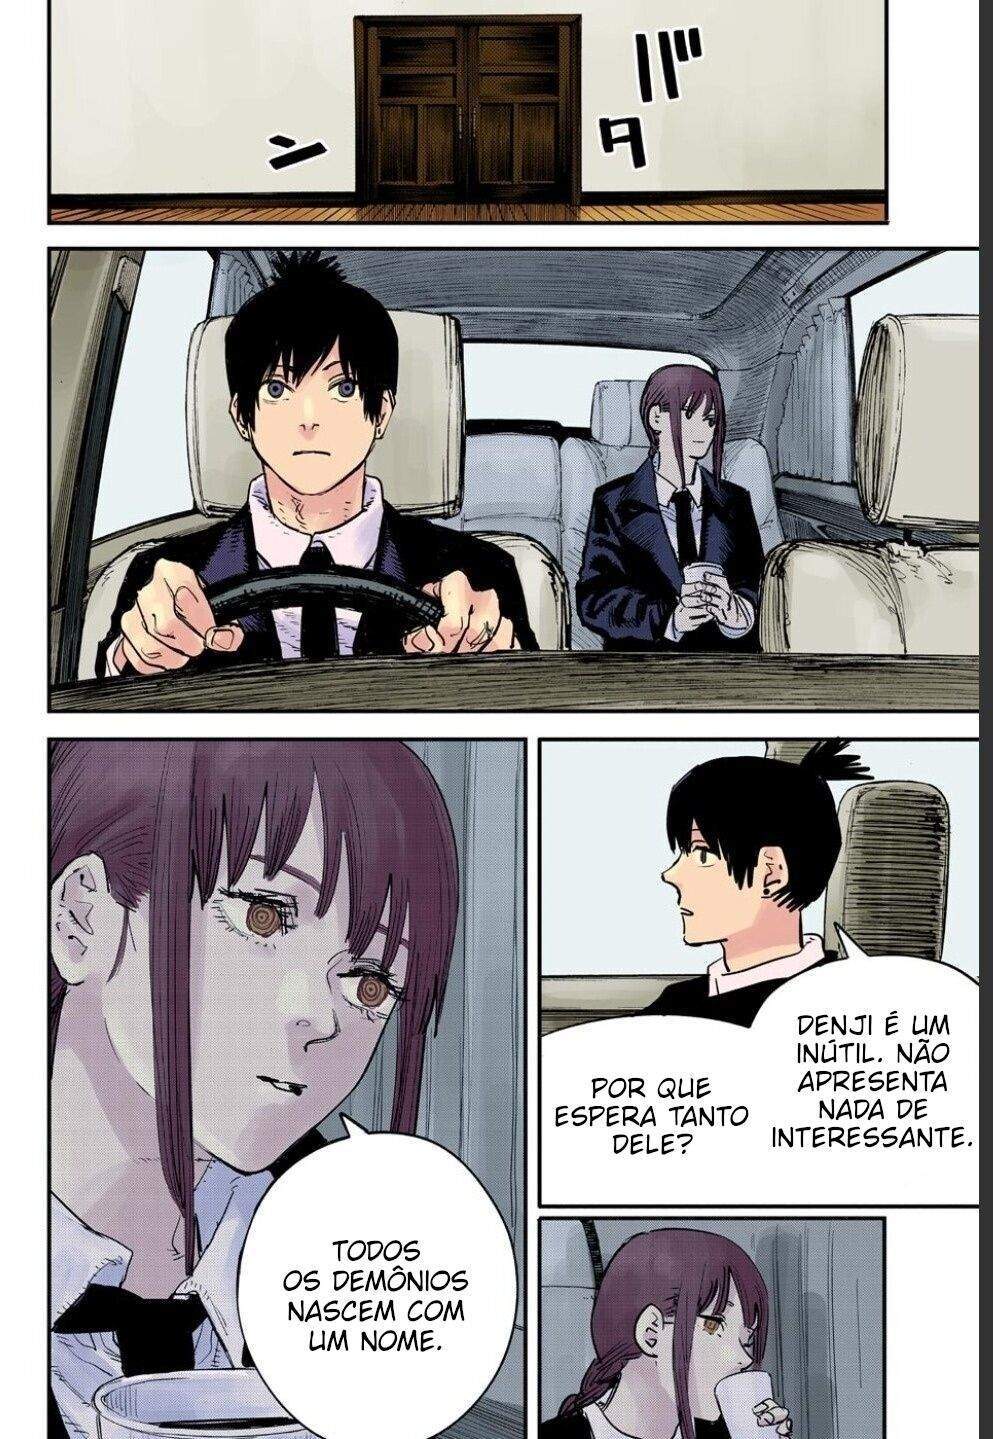 バタン
DENJI É UM
INÚTIL. NÃO
APRESENTA
NADA DE
INTERESSANTE.
POR QUE
ESPERA TANTO
DELE?
TODOS
OS DEMÔNIOS
NASCEM COM
UM NOME.